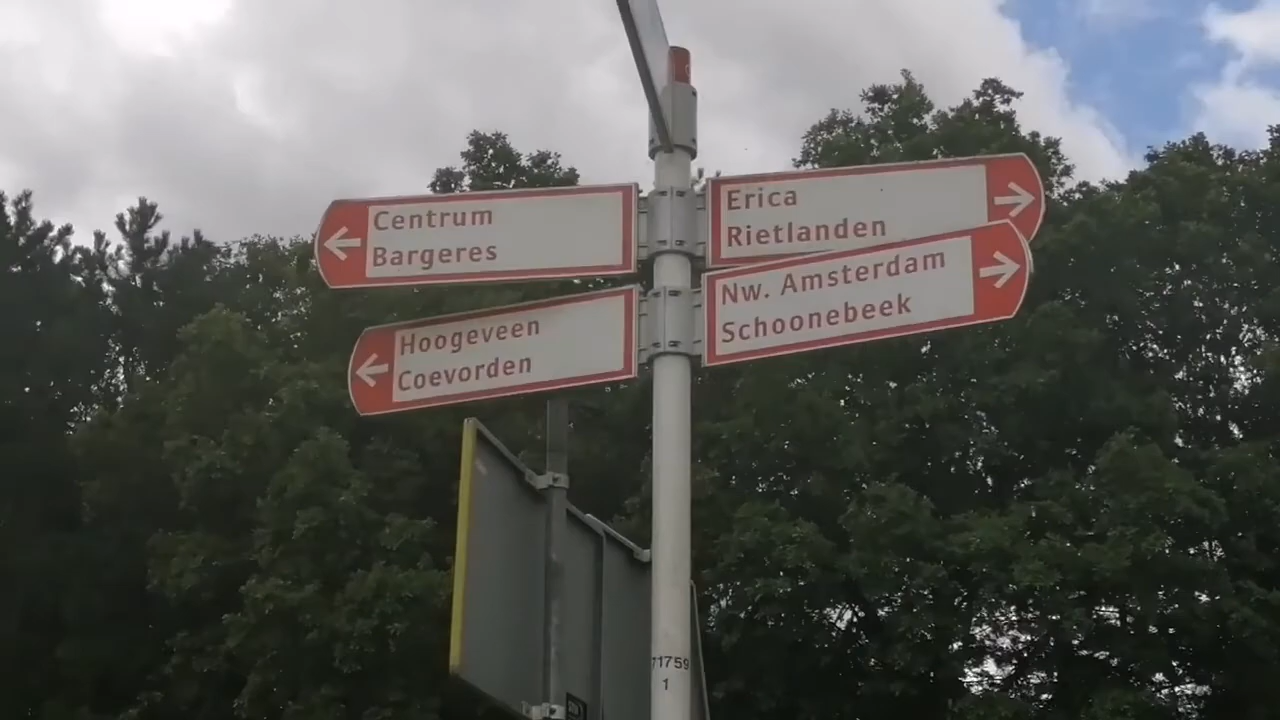 Centrum
Bargeres
Erica
Rietlanden
Hoogeveen
Coevorden
Nw. Amsterdam
Schoonebeek
71759
1